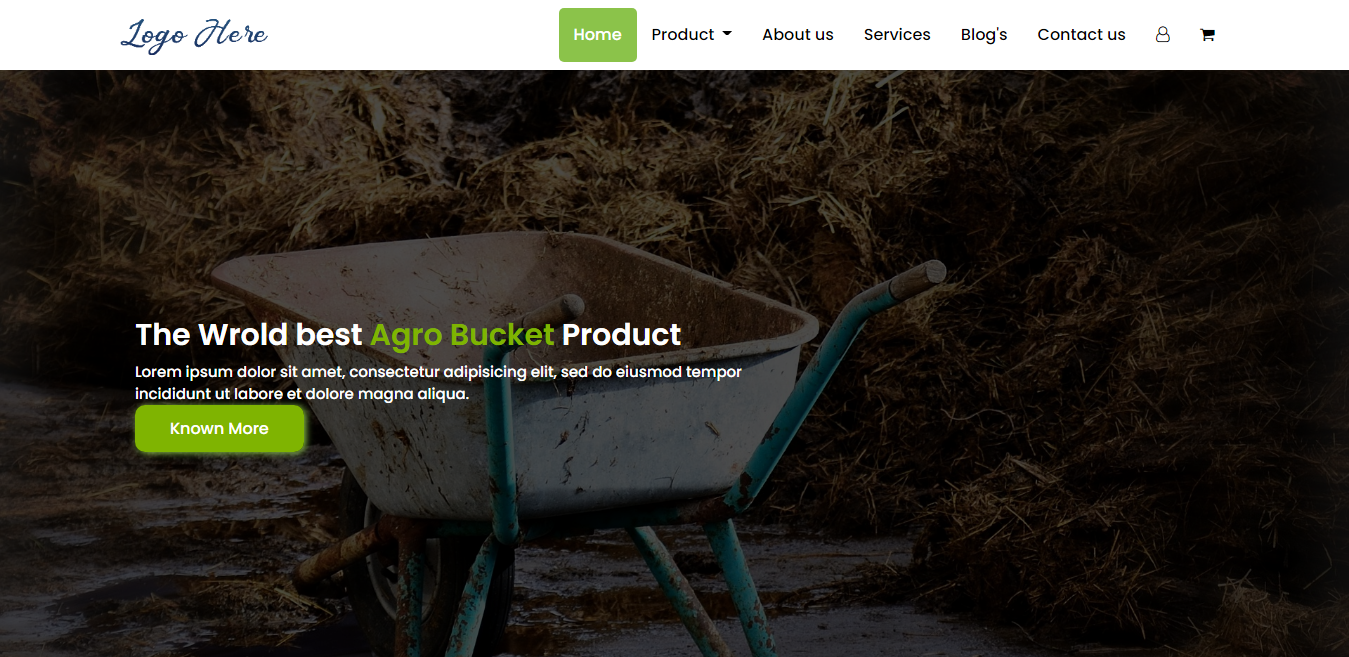 Logo Here
Home Product About us Services Blog's Contact us
The Wrold best Agro Bucket Product
Lorem ipsum dolor sit amet, consectetur adipisicing elit, sed do eiusmod tempor
incididunt ut labore et dolore magna aliqua.
Known More